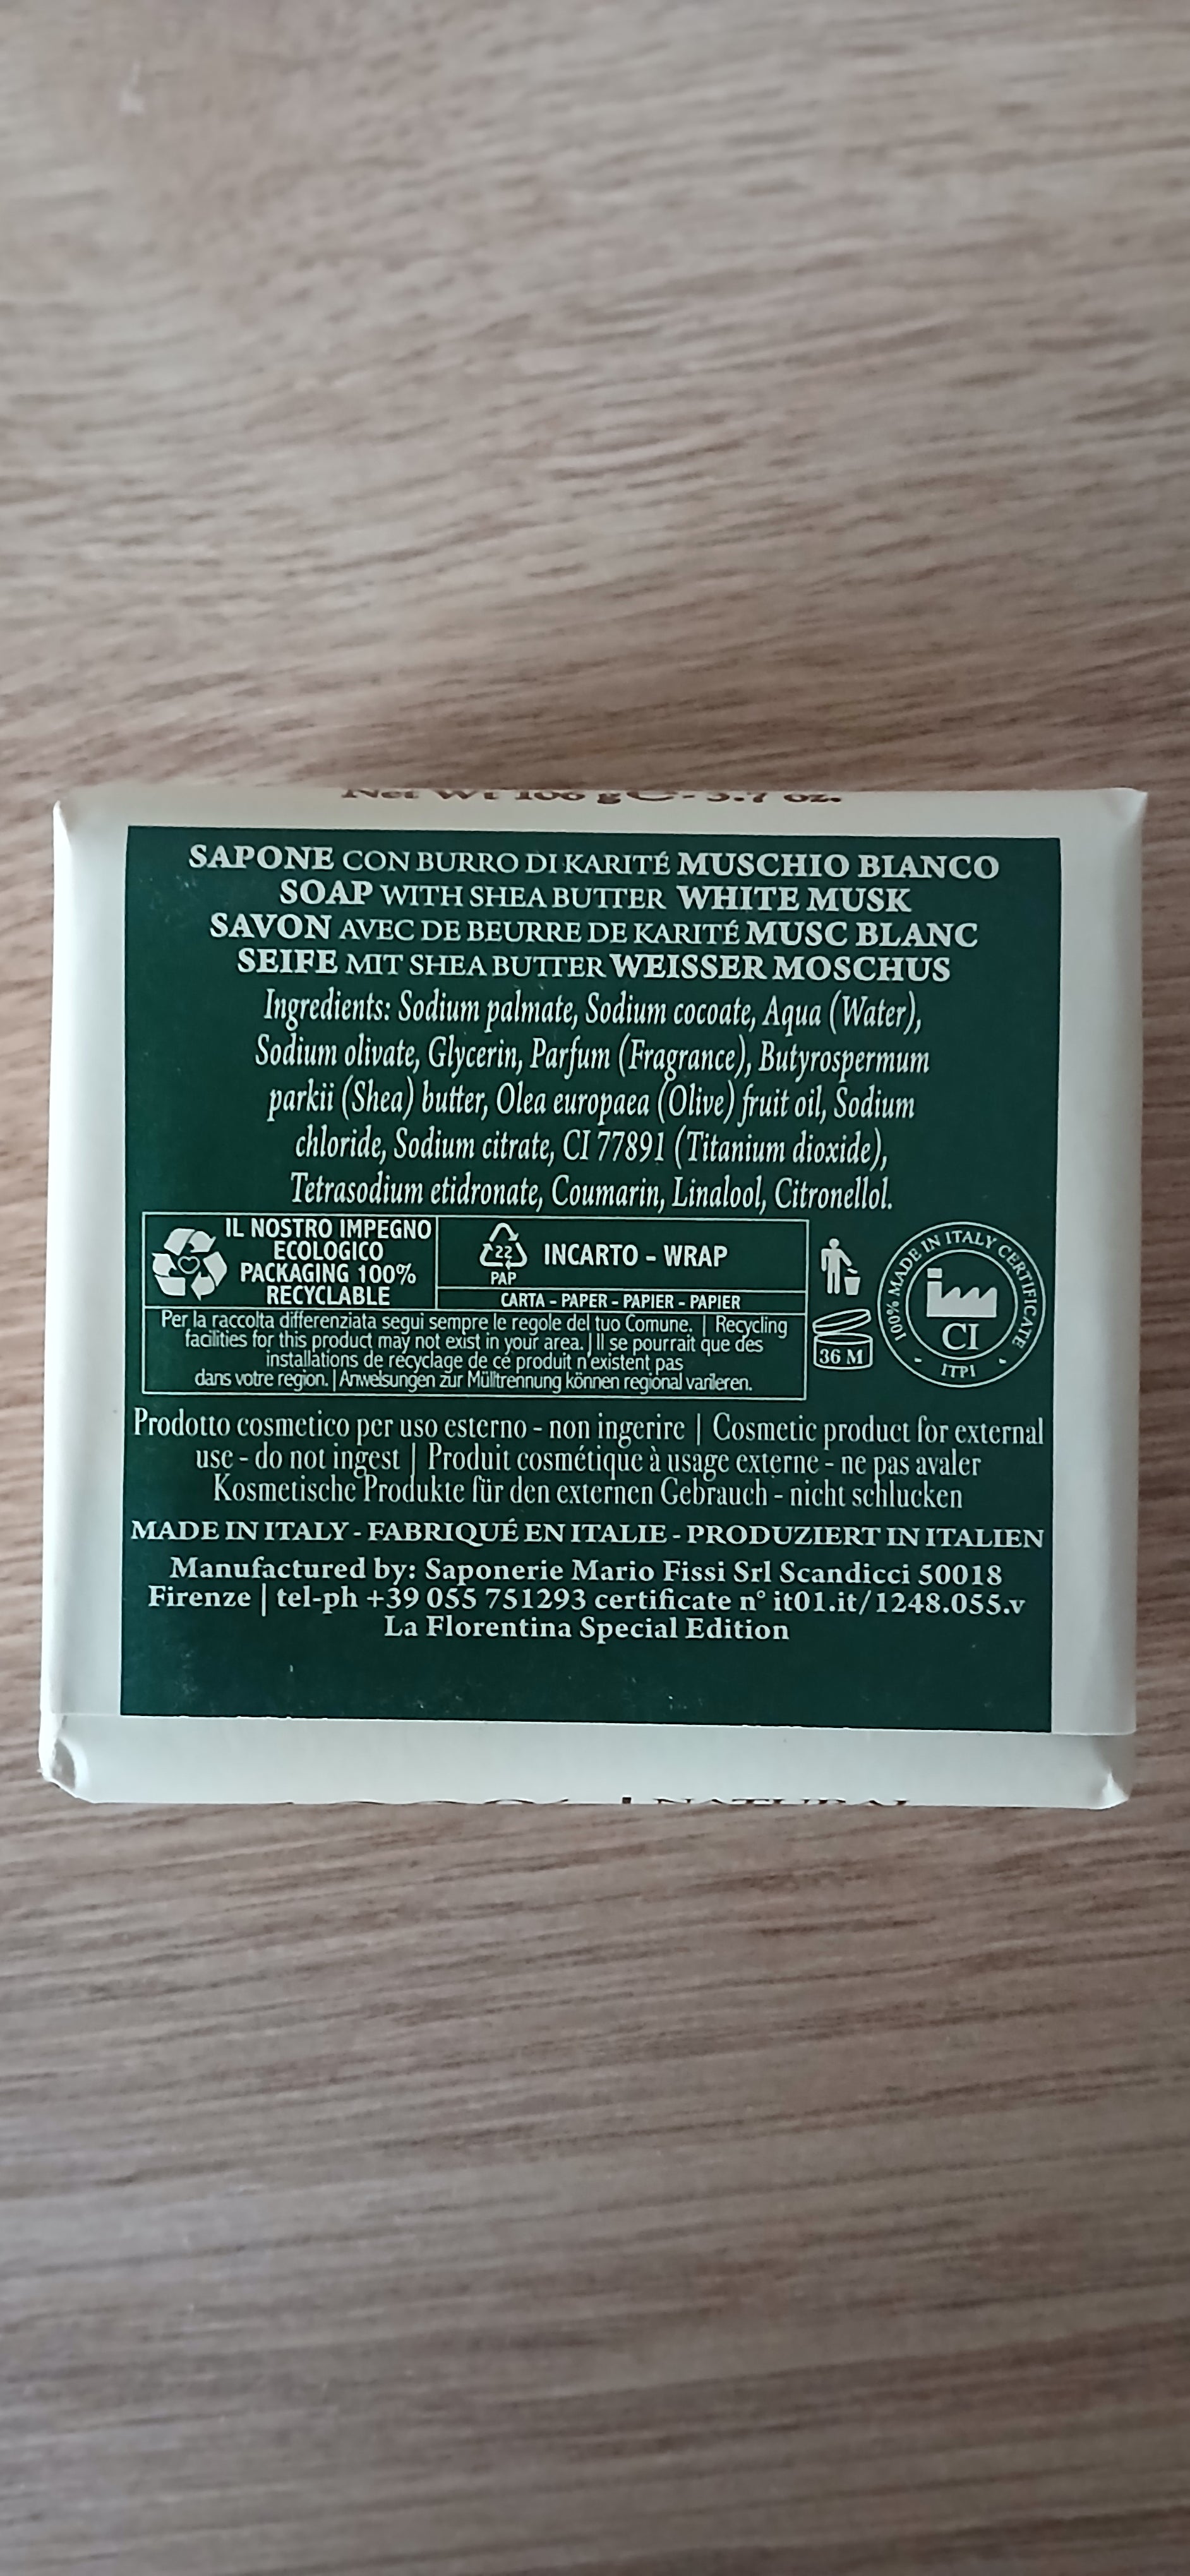 Net Wt 106 g ℮ - 3.7 oz.
SAPONE CON BURRO DI KARITÉ MUSCHIO BIANCO
SOAP WITH SHEA BUTTER WHITE MUSK
SAVON AVEC DE BEURRE DE KARITÉ MUSC BLANC
SEIFE MIT SHEA BUTTER WEISSER MOSCHUS
Ingredients: Sodium palmate, Sodium cocoate, Aqua (Water),
Sodium olivate, Glycerin, Parfum (Fragrance), Butyrospermum
parkii (Shea) butter, Olea europaea (Olive) fruit oil, Sodium
chloride, Sodium citrate, CI 77891 (Titanium dioxide),
Tetrasodium etidronate, Coumarin, Linalool, Citronellol.
IL NOSTRO IMPEGNO
ECOLOGICO
PACKAGING 100%
RECYCLABLE
22
PAP
INCARTO - WRAP
CARTA - PAPER - PAPIER - PAPIER
Per la raccolta differenziata segui sempre le regole del tuo Comune. | Recycling
facilities for this product may not exist in your area. | Il se pourrait que des
installations de recyclage de ce produit n'existent pas
dans votre region. | Anweisungen zur Mülltrennung können regional variieren.
36 M
100% MADE IN ITALY CERTIFICATE
CI
ITPI
Prodotto cosmetico per uso esterno - non ingerire | Cosmetic product for external
use - do not ingest | Produit cosmétique à usage externe - ne pas avaler
Kosmetische Produkte für den externen Gebrauch - nicht schlucken
MADE IN ITALY - FABRIQUÉ EN ITALIE - PRODUZIERT IN ITALIEN
Manufactured by: Saponerie Mario Fissi Srl Scandicci 50018
Firenze | tel-ph +39 055 751293 certificate n° it01.it/1248.055.v
La Florentina Special Edition
NATURAL